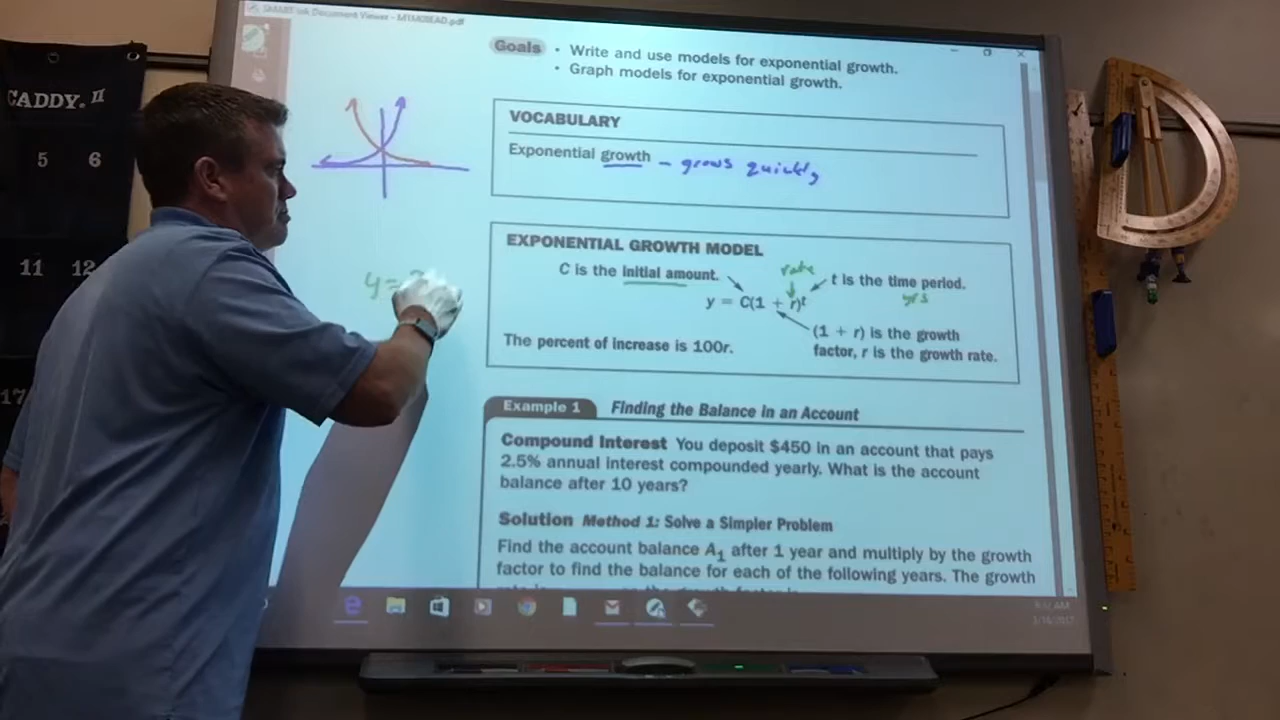 SMART Ink Document Viewer - M1M08EAD.pdf
Goals • Write and use models for exponential growth.
• Graph models for exponential growth.
CADDY. II
5 6
11 12
17
VOCABULARY
Exponential growth – grows quickly
EXPONENTIAL GROWTH MODEL
C is the initial amount.
rate
t is the time period.
yrs
y = C(1 + r)t
(1 + r) is the growth
factor, r is the growth rate.
The percent of increase is 100r.
y =
Example 1 Finding the Balance in an Account
Compound Interest You deposit $450 in an account that pays
2.5% annual interest compounded yearly. What is the account
balance after 10 years?
Solution Method 1: Solve a Simpler Problem
Find the account balance A1 after 1 year and multiply by the growth
factor to find the balance for each of the following years. The growth